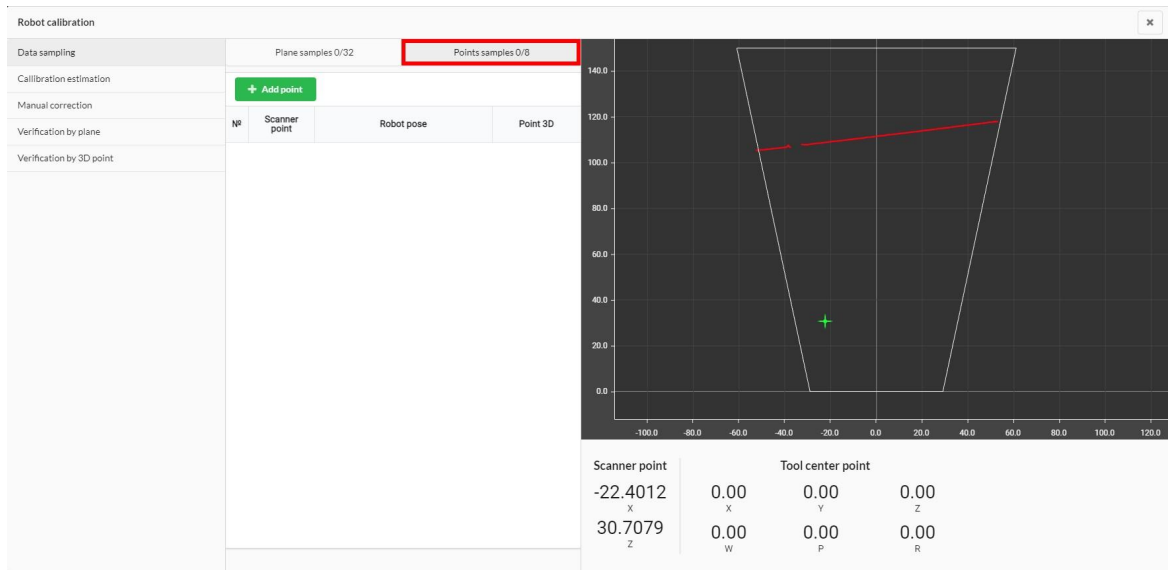 Robot calibration
Data sampling
Callibration estimation
Manual correction
Verification by plane
Verification by 3D point
Plane samples 0/32
Points samples 0/8
+ Add point
Nº
Scanner point
Robot pose
Point 3D
140.0
120.0
100.0
80.0
60.0
40.0
20.0
0.0
-100.0 -80.0 -60.0 -40.0 -20.0 0.0 20.0 40.0 60.0 80.0 100.0 120.0
Scanner point
-22.4012
X
30.7079
Z
Tool center point
0.00 0.00 0.00
X Y Z
0.00 0.00 0.00
W P R